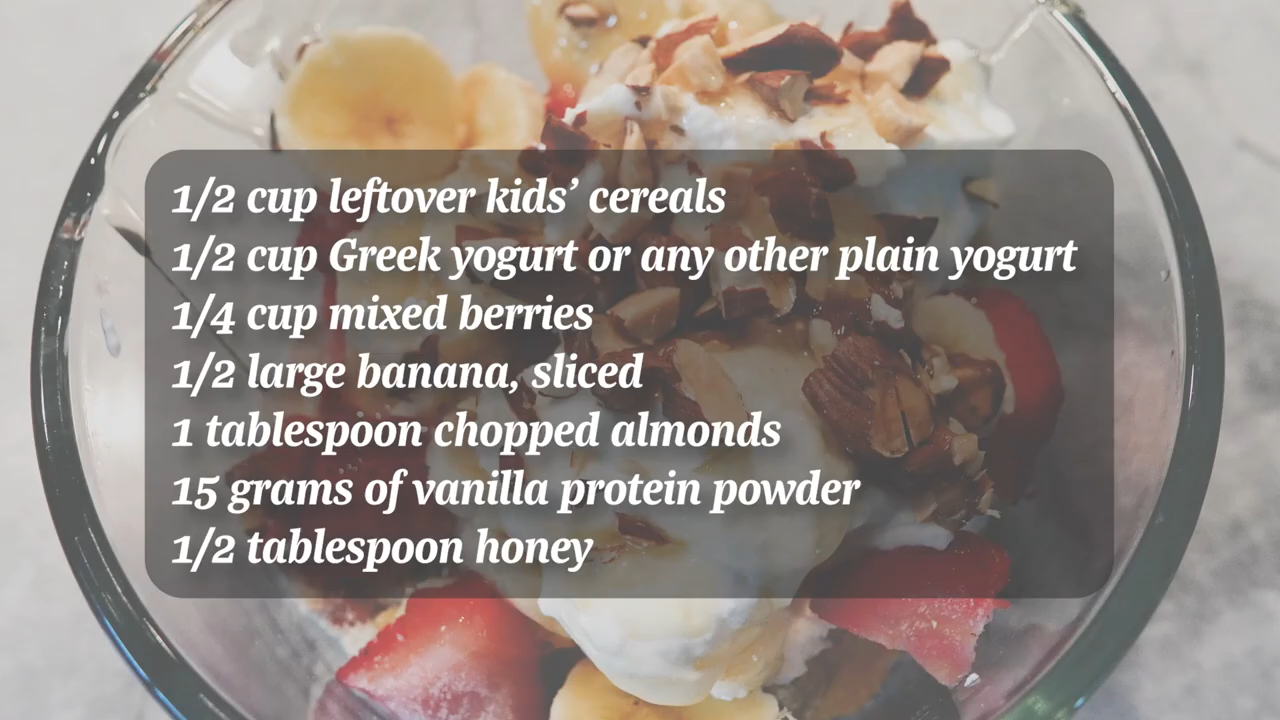 1/2 cup leftover kids’ cereals
1/2 cup Greek yogurt or any other plain yogurt
1/4 cup mixed berries
1/2 large banana, sliced
1 tablespoon chopped almonds
15 grams of vanilla protein powder
1/2 tablespoon honey